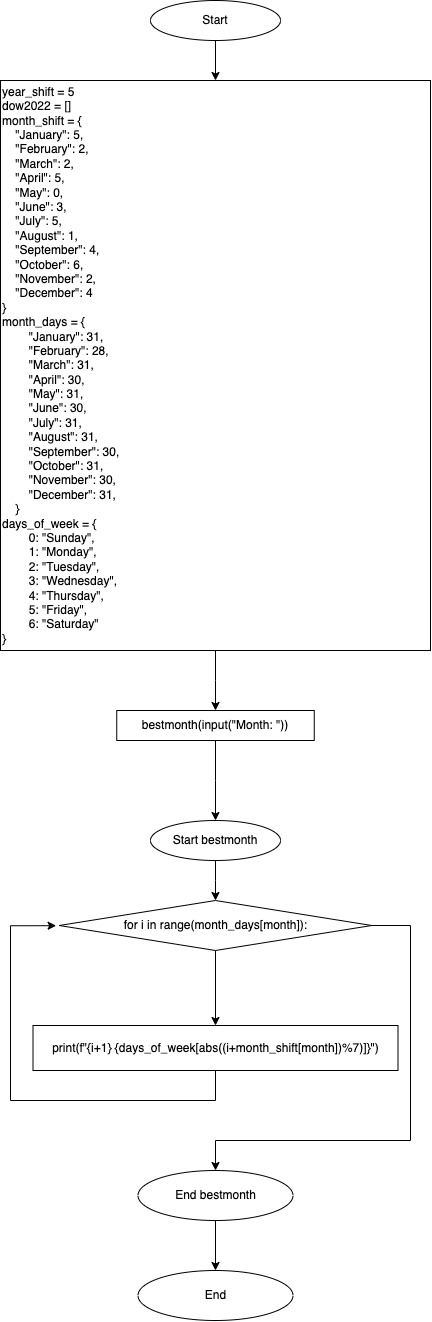 Start
year_shift = 5
dow2022 = []
month_shift = {
"January": 5,
"February": 2,
"March": 2,
"April": 5,
"May": 0,
"June": 3,
"July": 5,
"August": 1,
"September": 4,
"October": 6,
"November": 2,
"December": 4
}
month_days = {
"January": 31,
"February": 28,
"March": 31,
"April": 30,
"May": 31,
"June": 30,
"July": 31,
"August": 31,
"September": 30,
"October": 31,
"November": 30,
"December": 31,
}
days_of_week = {
0: "Sunday",
1: "Monday",
2: "Tuesday",
3: "Wednesday",
4: "Thursday",
5: "Friday",
6: "Saturday"
}
bestmonth(input("Month: "))
Start bestmonth
for i in range(month_days[month]):
print(f"{i+1} {days_of_week[abs((i+month_shift[month])%7)]}")
End bestmonth
End